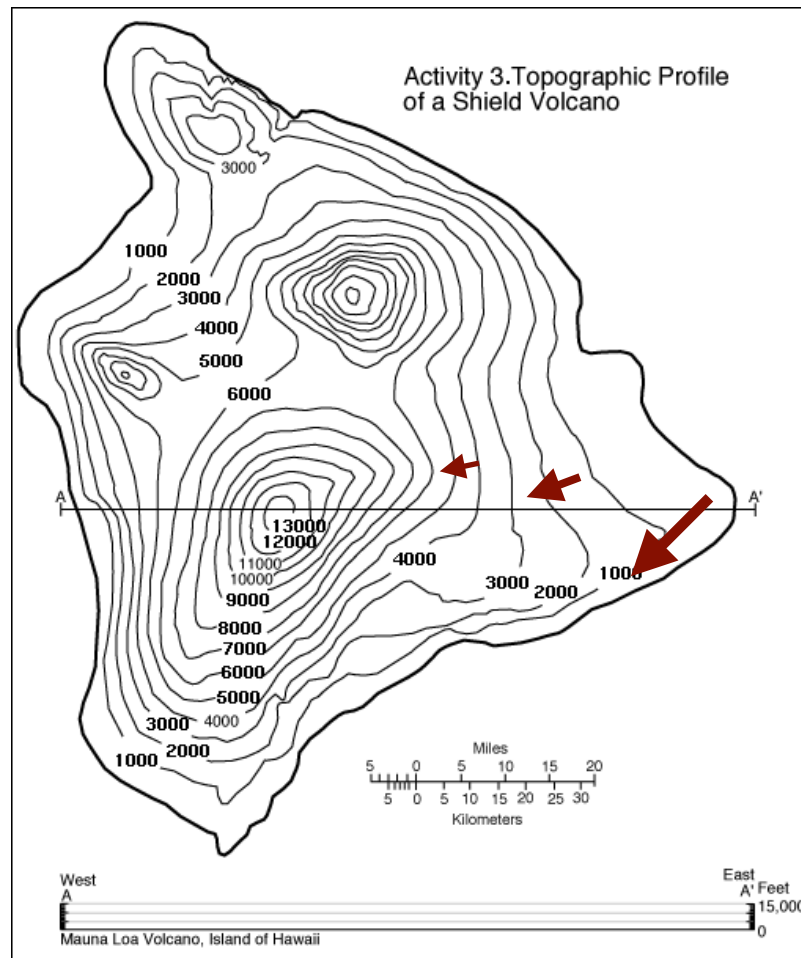 Activity 3.Topographic Profile
of a Shield Volcano
3000
1000
2000
3000
4000
5000
6000
A
A'
13000
12000
11000
10000
9000
8000
7000
6000
5000
4000
3000
2000
1000
4000
3000
2000
1000
Miles
5 0 5 10 15 20
5 0 5 10 15 20 25 30
Kilometers
West
A
East
A' Feet
15,000
0
Mauna Loa Volcano, Island of Hawaii